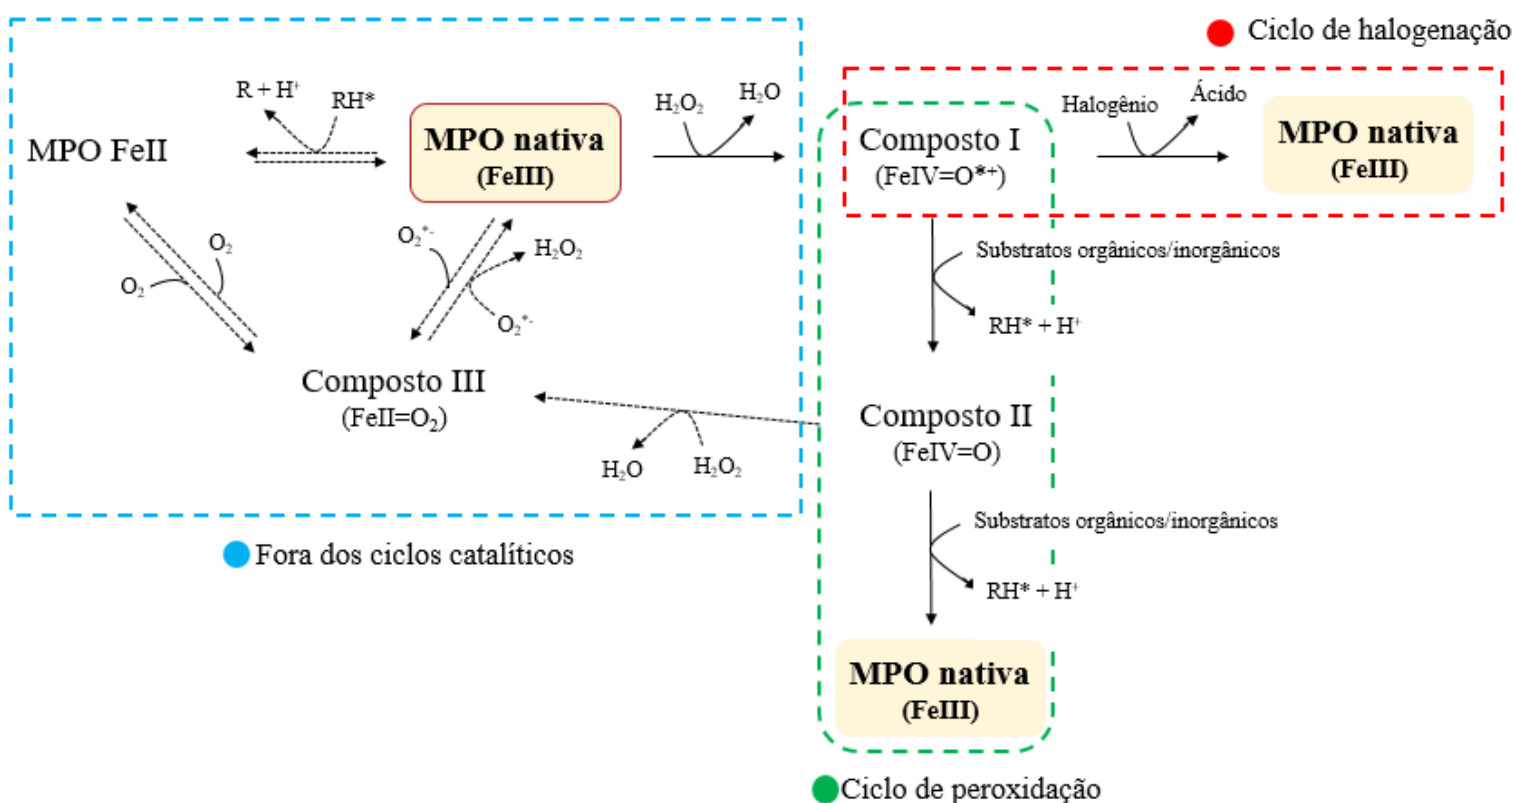 Ciclo de halogenação
R + H⁺
RH*
H₂O₂
H₂O
Halogênio
Ácido
MPO FeII
MPO nativa
(FeIII)
Composto I
(FeIV=O*⁺)
MPO nativa
(FeIII)
O₂
O₂
O₂*⁻
H₂O₂
O₂*⁻
Substratos orgânicos/inorgânicos
RH* + H⁺
Composto III
(FeII=O₂)
Composto II
(FeIV=O)
H₂O
H₂O₂
Substratos orgânicos/inorgânicos
RH* + H⁺
Fora dos ciclos catalíticos
MPO nativa
(FeIII)
Ciclo de peroxidação